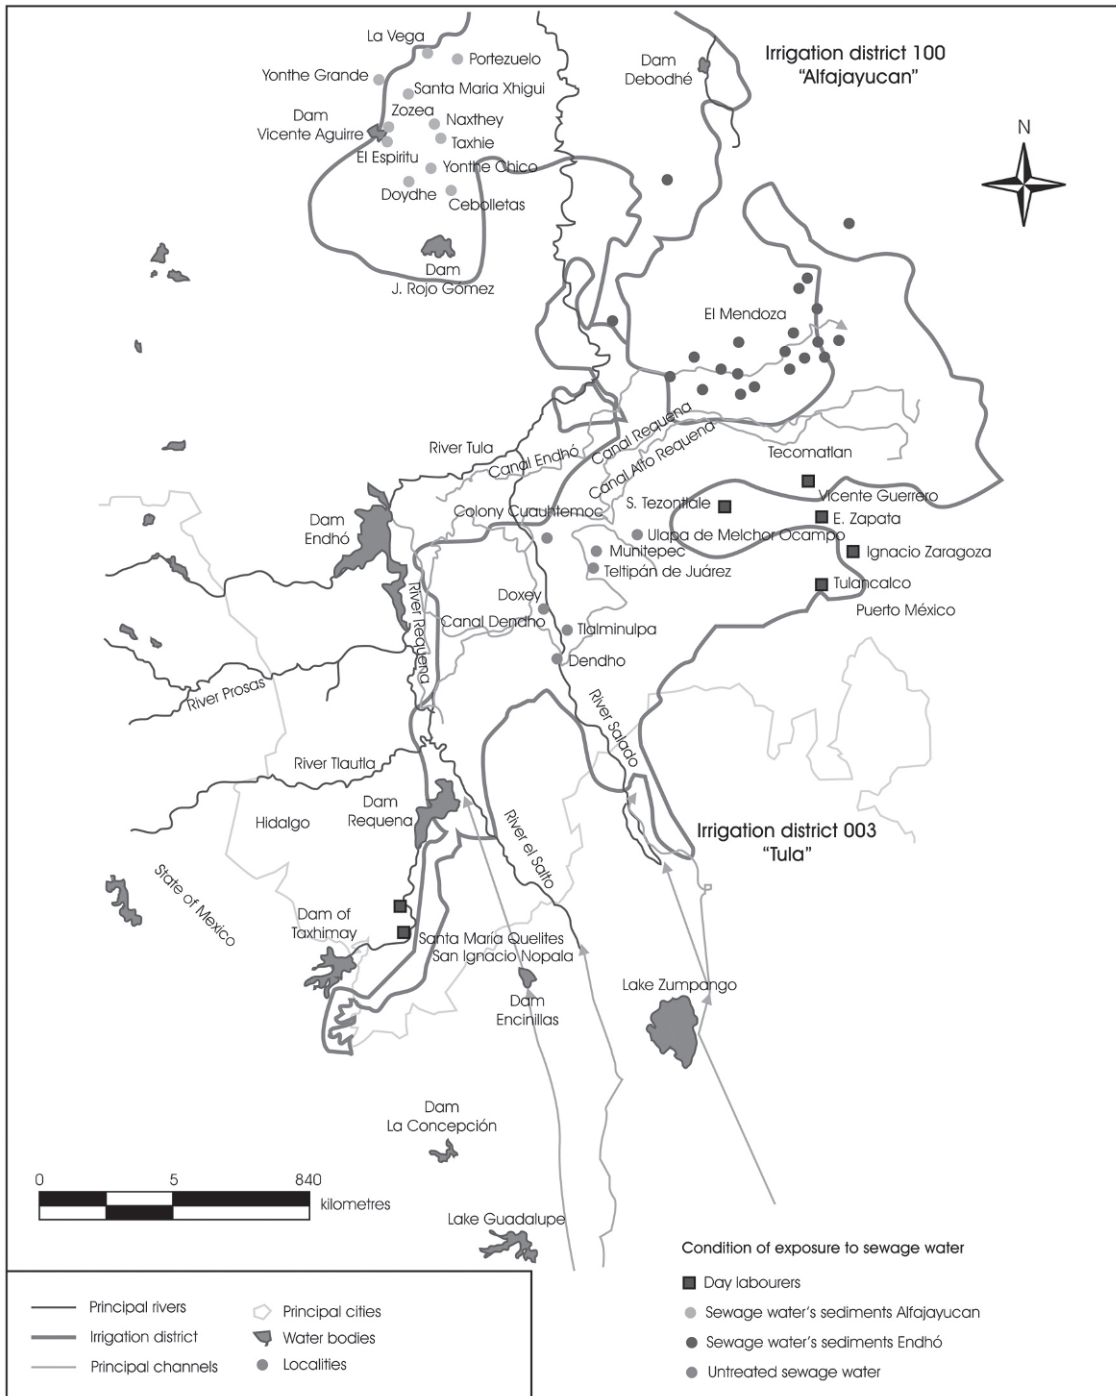 La Vega
Portezuelo
Yonthe Grande
Santa Maria Xhigui
Zozea
Dam
Vicente Aguirre
Naxthey
El Espiritu
Taxhie
Yonthe Chico
Doydhe
Cebolletas
Dam
J. Rojo Gómez
Dam
Debodhé
Irrigation district 100
“Alfajayucan”
N
El Mendoza
River Tula
Canal Endhó
Canal Requena
Canal Alto Requena
Tecomatlan
Vicente Guerrero
S. Tezontlale
E. Zapata
Dam
Endhó
Colony Cuauhtemoc
Ulapa de Melchor Ocampo
Munitepec
Teltipán de Juárez
Ignacio Zaragoza
Tulancalco
Puerto México
River Requena
Doxey
Canal Dendho
Tlalminulpa
Dendho
River Prosas
River Salado
River Tlautla
Dam
Requena
Hidalgo
River el Salto
Irrigation district 003
“Tula”
State of Mexico
Dam of
Taxhimay
Santa María Quelites
San Ignacio Nopala
Dam
Encinillas
Lake Zumpango
Dam
La Concepción
0 5 840
kilometres
Lake Guadalupe
Principal rivers
Irrigation district
Principal channels
Principal cities
Water bodies
Localities
Condition of exposure to sewage water
Day labourers
Sewage water’s sediments Alfajayucan
Sewage water’s sediments Endhó
Untreated sewage water